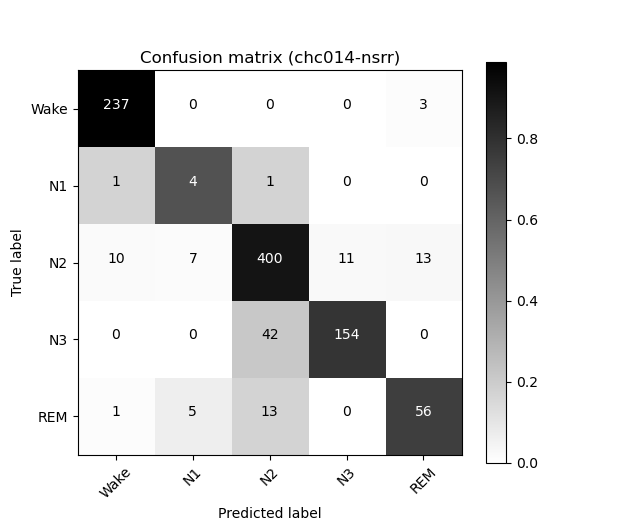 Confusion matrix (chc014-nsrr)
Wake 237 0 0 0 3
N1 1 4 1 0 0
N2 10 7 400 11 13
N3 0 0 42 154 0
REM 1 5 13 0 56
Wake N1 N2 N3 REM
Predicted label
True label
0.8
0.6
0.4
0.2
0.0